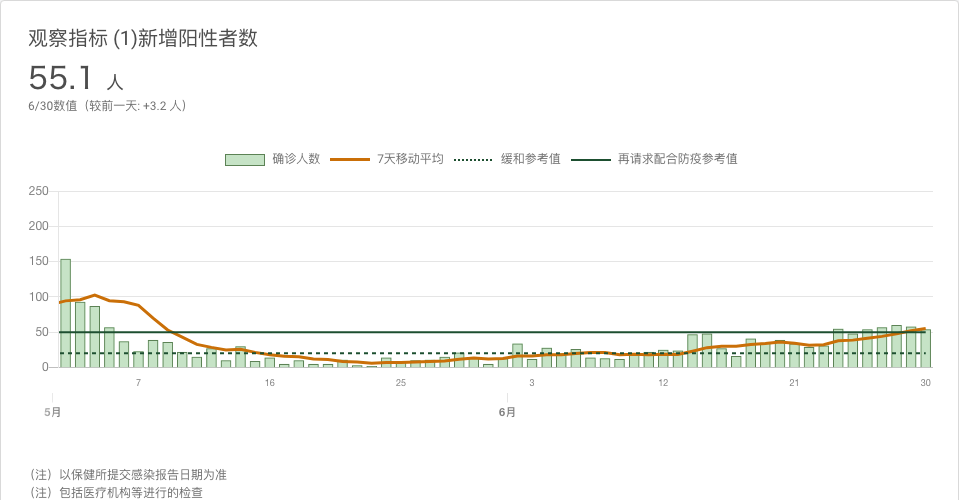 观察指标 (1)新增阳性者数
55.1 人
6/30数值（较前一天: +3.2 人）
确诊人数 7天移动平均 缓和参考值 再请求配合防疫参考值
250
200
150
100
50
0
7 16 25 3 12 21 30
5月 6月
（注）以保健所提交感染报告日期为准
（注）包括医疗机构等进行的检查